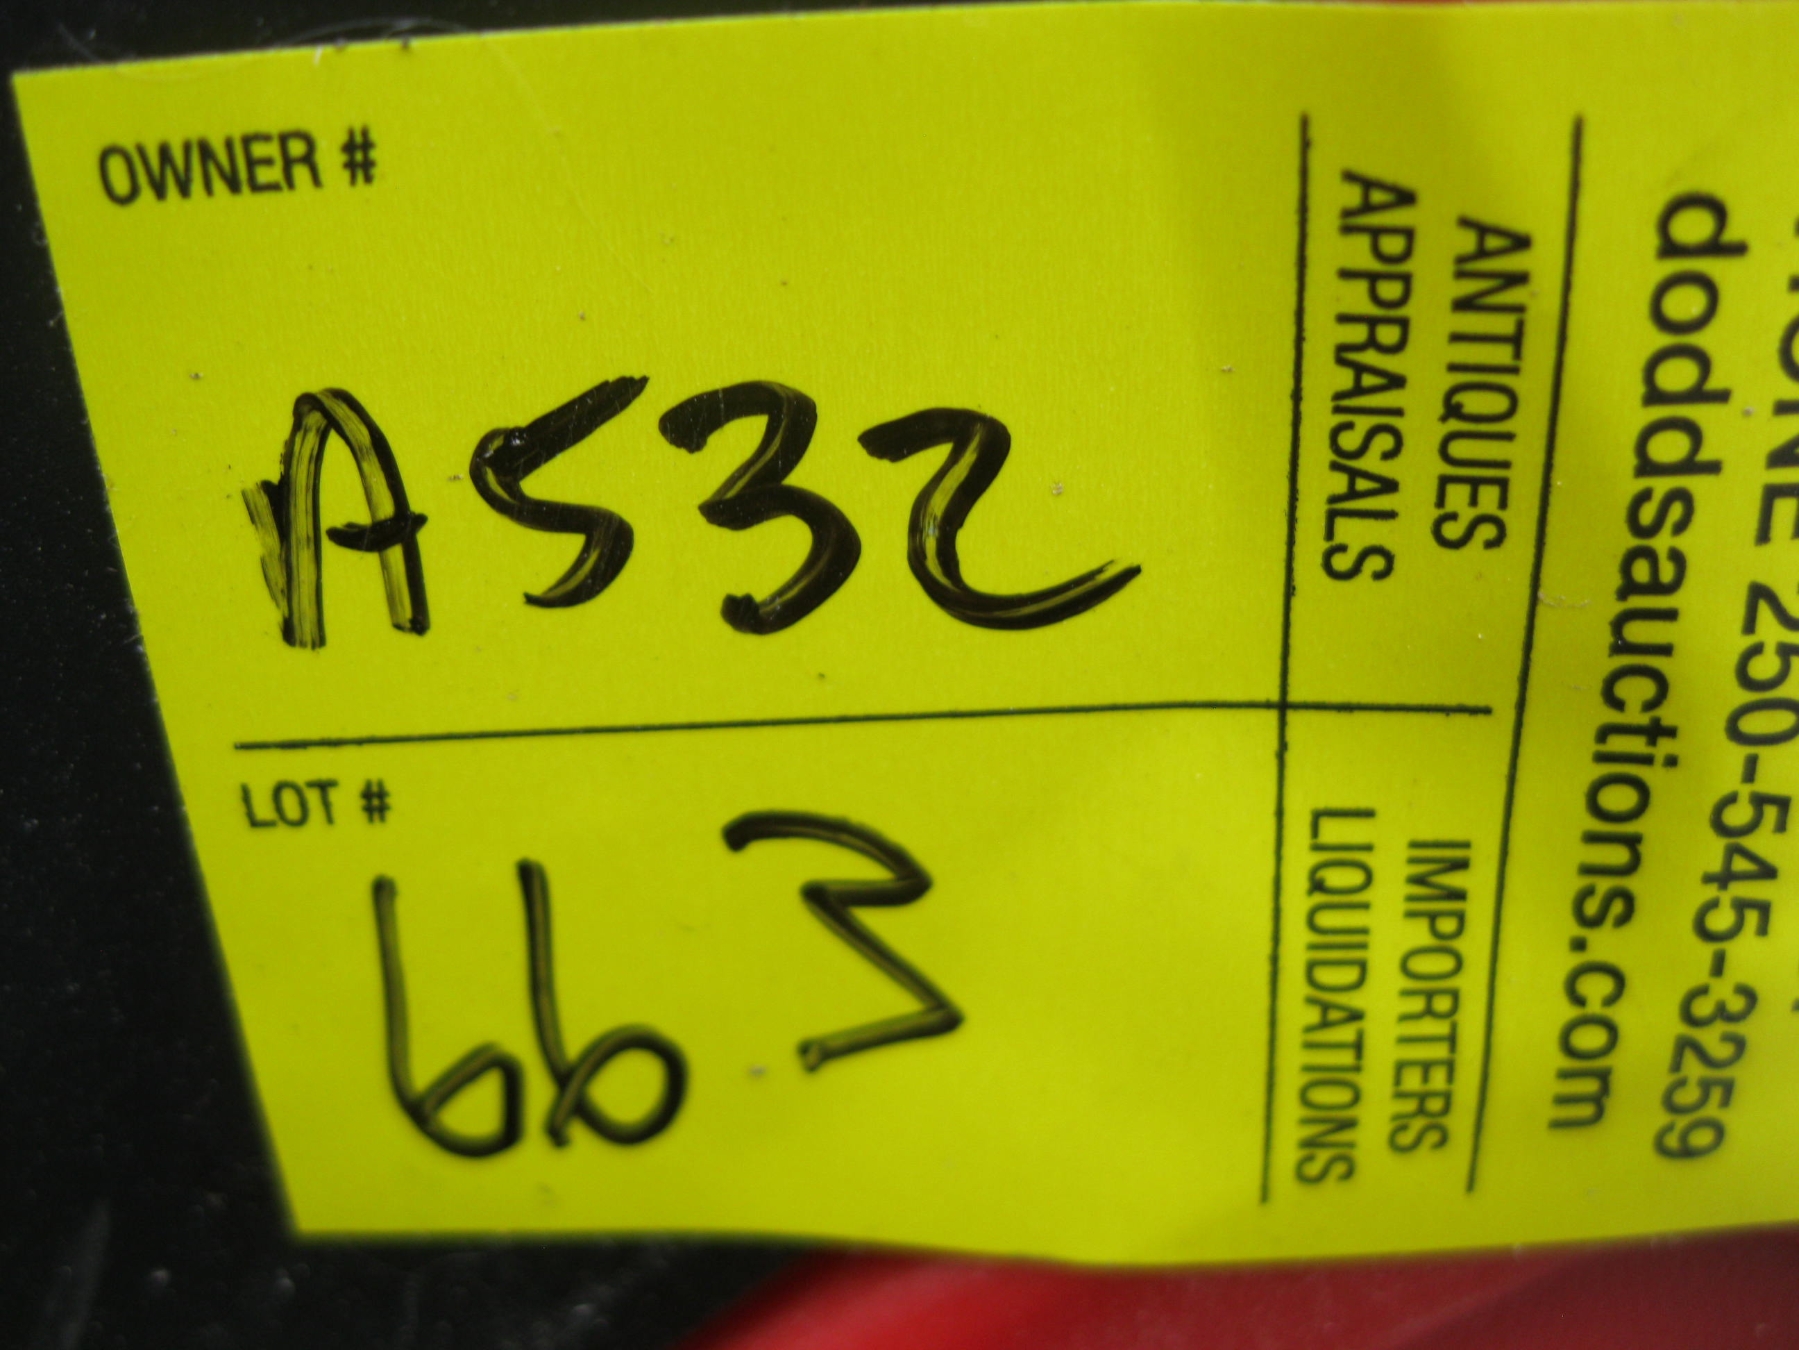 OWNER #
A532
LOT #
663
ANTIQUES
APPRAISALS
IMPORTERS
LIQUIDATIONS
doddsauctions.com
250-545-3259